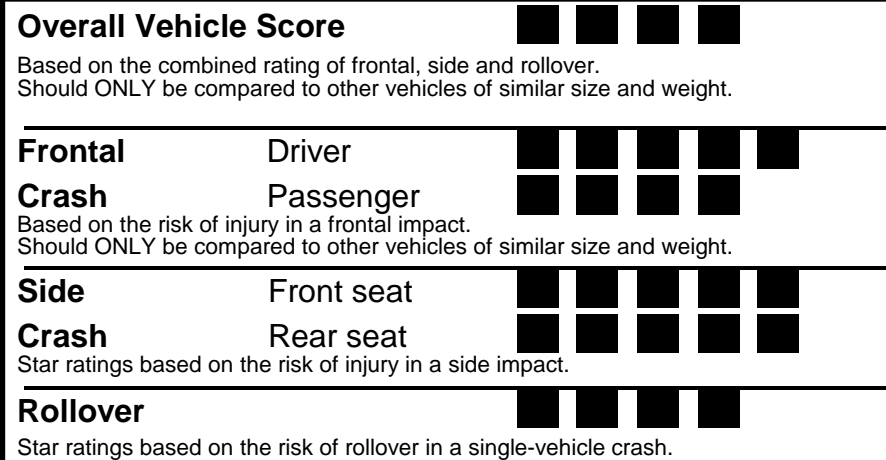 Overall Vehicle Score
Based on the combined rating of frontal, side and rollover.
Should ONLY be compared to other vehicles of similar size and weight.
Frontal Driver
Crash Passenger
Based on the risk of injury in a frontal impact.
Should ONLY be compared to other vehicles of similar size and weight.
Side Front seat
Crash Rear seat
Star ratings based on the risk of injury in a side impact.
Rollover
Star ratings based on the risk of rollover in a single-vehicle crash.